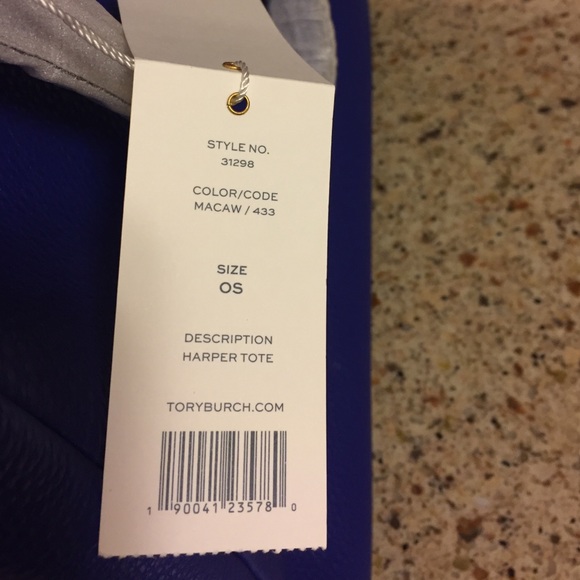 STYLE NO.
31298
COLOR/CODE
MACAW / 433
SIZE
OS
DESCRIPTION
HARPER TOTE
TORYBURCH.COM
1 90041 23578 0